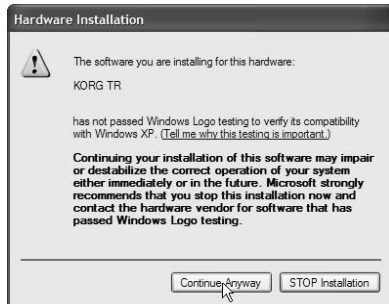 Hardware Installation
The software you are installing for this hardware:
KORG TR
has not passed Windows Logo testing to verify its compatibility
with Windows XP. (Tell me why this testing is important.)
Continuing your installation of this software may impair
or destabilize the correct operation of your system
either immediately or in the future. Microsoft strongly
recommends that you stop this installation now and
contact the hardware vendor for software that has
passed Windows Logo testing.
Continue Anyway STOP Installation